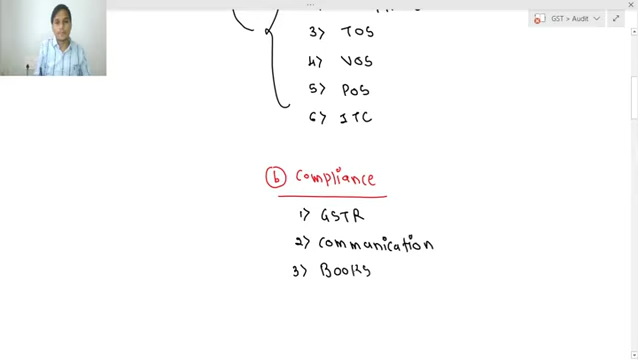 GST > Audit
3> TOS
4> VOS
5> POS
6> ITC
b compliance
1> GSTR
2> communication
3> Books